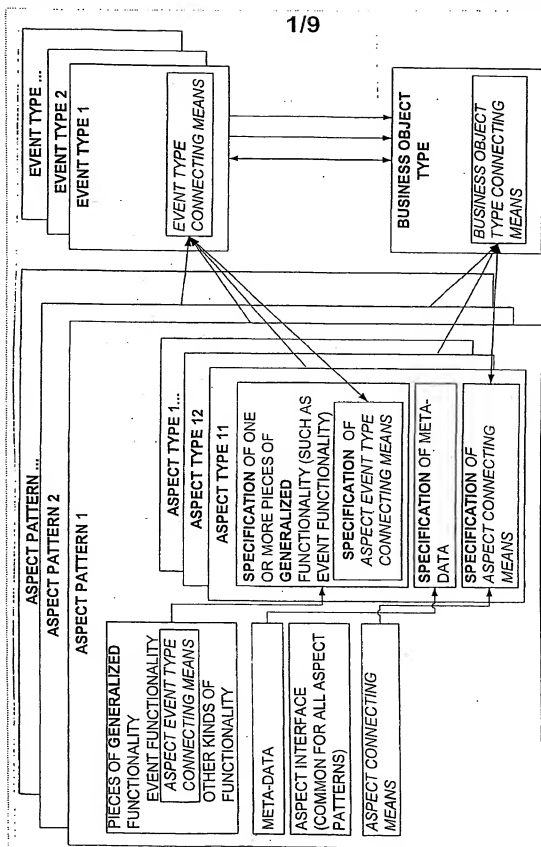 1/9
ASPECT PATTERN ...
ASPECT PATTERN 2
ASPECT PATTERN 1
PIECES OF GENERALIZED
FUNCTIONALITY
EVENT FUNCTIONALITY
ASPECT EVENT TYPE
CONNECTING MEANS
OTHER KINDS OF
FUNCTIONALITY
META-DATA
ASPECT INTERFACE
(COMMON FOR ALL ASPECT
PATTERNS)
ASPECT CONNECTING
MEANS
ASPECT TYPE 1...
ASPECT TYPE 12
ASPECT TYPE 11
SPECIFICATION OF ONE
OR MORE PIECES OF
GENERALIZED
FUNCTIONALITY (SUCH AS
EVENT FUNCTIONALITY)
SPECIFICATION OF
ASPECT EVENT TYPE
CONNECTING MEANS
SPECIFICATION OF META-
DATA
SPECIFICATION OF
ASPECT CONNECTING
MEANS
EVENT TYPE ...
EVENT TYPE 2
EVENT TYPE 1
EVENT TYPE
CONNECTING MEANS
BUSINESS OBJECT
TYPE
BUSINESS OBJECT
TYPE CONNECTING
MEANS